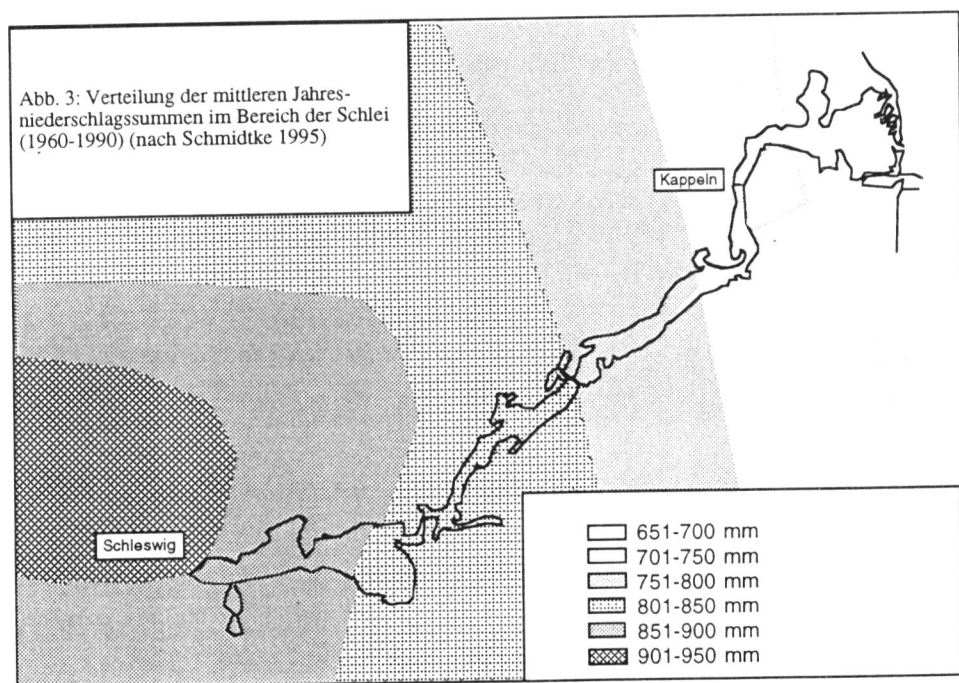 Abb. 3: Verteilung der mittleren Jahres-
niederschlagssummen im Bereich der Schlei
(1960-1990) (nach Schmidtke 1995)
Kappeln
Schleswig
651-700 mm
701-750 mm
751-800 mm
801-850 mm
851-900 mm
901-950 mm